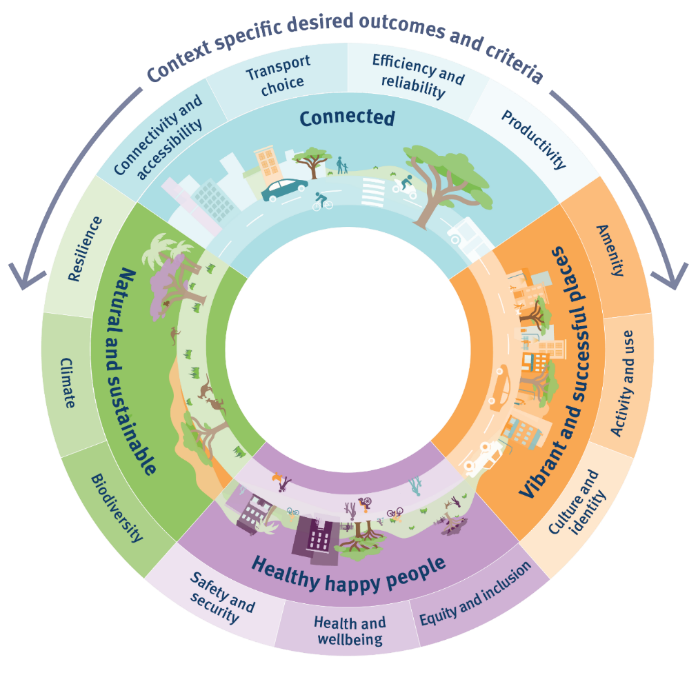 Context specific desired outcomes and criteria
Connectivity and
accessibility
Transport
choice
Efficiency and
reliability
Productivity
Connected
Amenity
Activity and use
Culture and
identity
Vibrant and successful places
Equity and inclusion
Health and
wellbeing
Safety and
security
Healthy happy people
Biodiversity
Climate
Resilience
Natural and sustainable